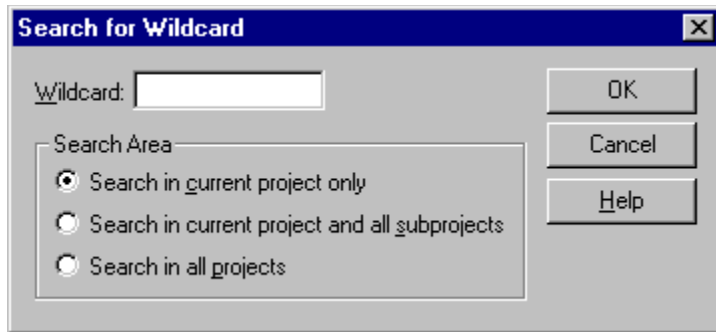 Search for Wildcard
Wildcard:
OK
Search Area
Cancel
Search in current project only
Help
Search in current project and all subprojects
Search in all projects